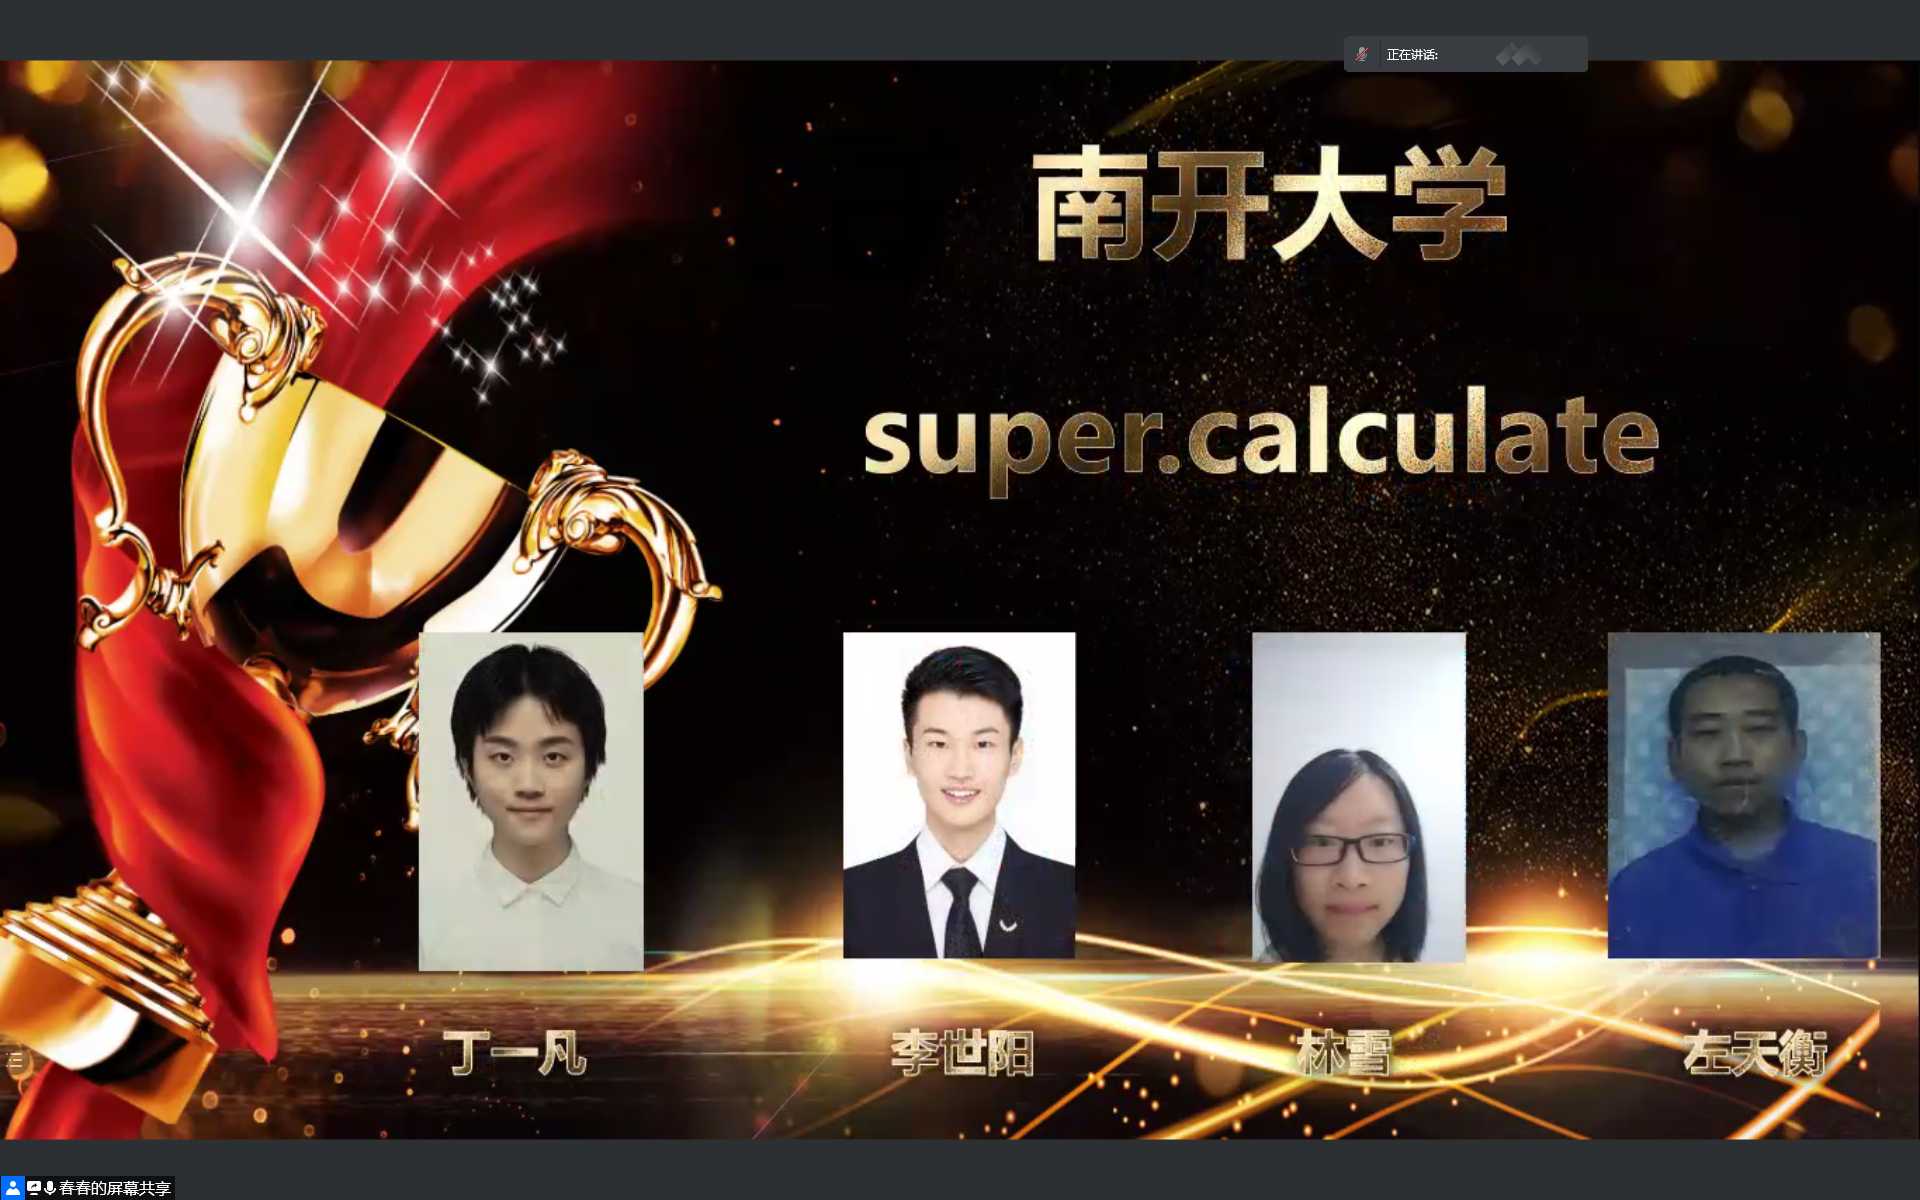 正在讲话:
南开大学
super.calculate
丁一凡
李世阳
林雪
左天衡
春春的屏幕共享